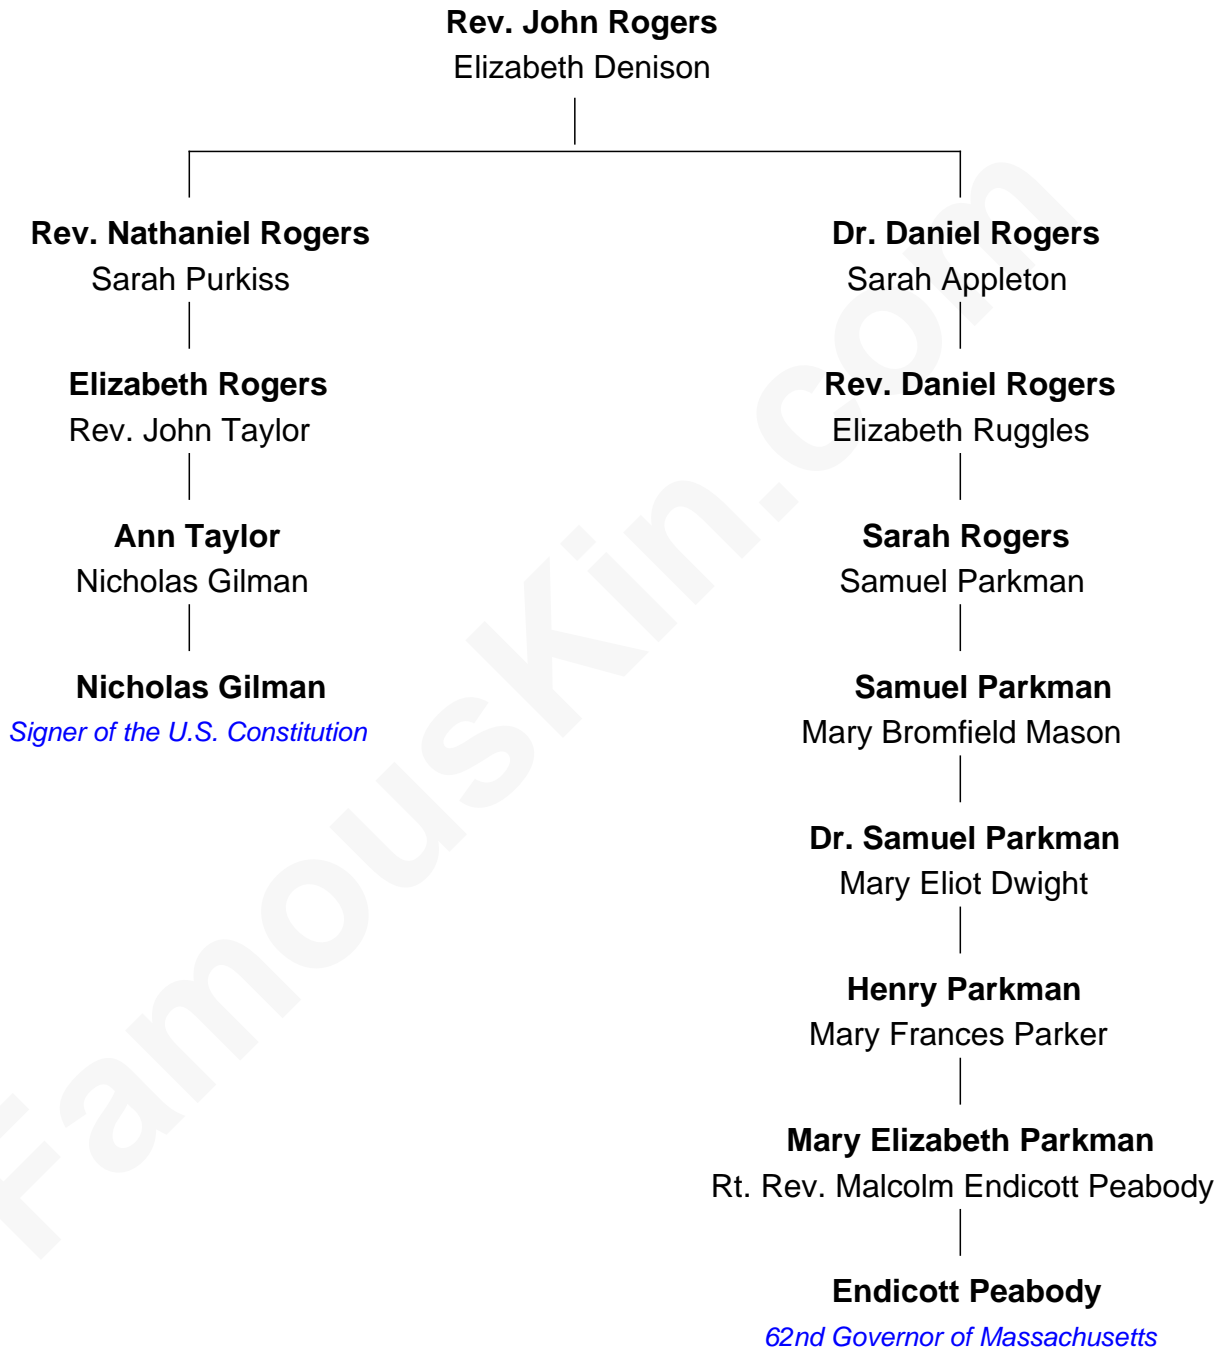 Rev. John Rogers
Elizabeth Denison
Rev. Nathaniel Rogers
Sarah Purkiss
Elizabeth Rogers
Rev. John Taylor
Ann Taylor
Nicholas Gilman
Nicholas Gilman
Signer of the U.S. Constitution
Dr. Daniel Rogers
Sarah Appleton
Rev. Daniel Rogers
Elizabeth Ruggles
Sarah Rogers
Samuel Parkman
Samuel Parkman
Mary Bromfield Mason
Dr. Samuel Parkman
Mary Eliot Dwight
Henry Parkman
Mary Frances Parker
Mary Elizabeth Parkman
Rt. Rev. Malcolm Endicott Peabody
Endicott Peabody
62nd Governor of Massachusetts
FamousKin.com